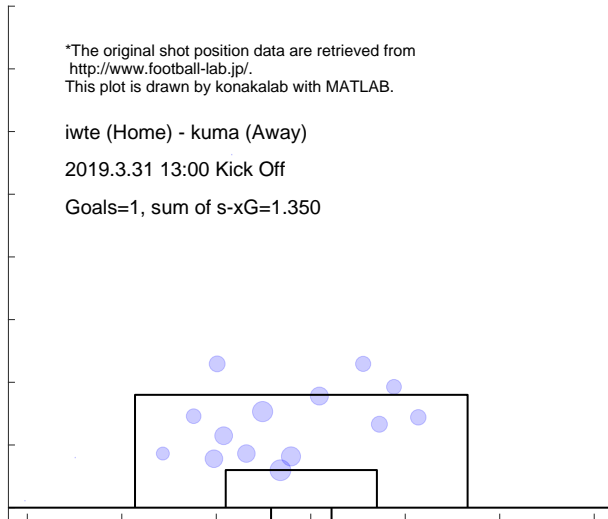 *The original shot position data are retrieved from
http://www.football-lab.jp/.
This plot is drawn by konakalab with MATLAB.
iwte (Home) - kuma (Away)
2019.3.31 13:00 Kick Off
Goals=1, sum of s-xG=1.350